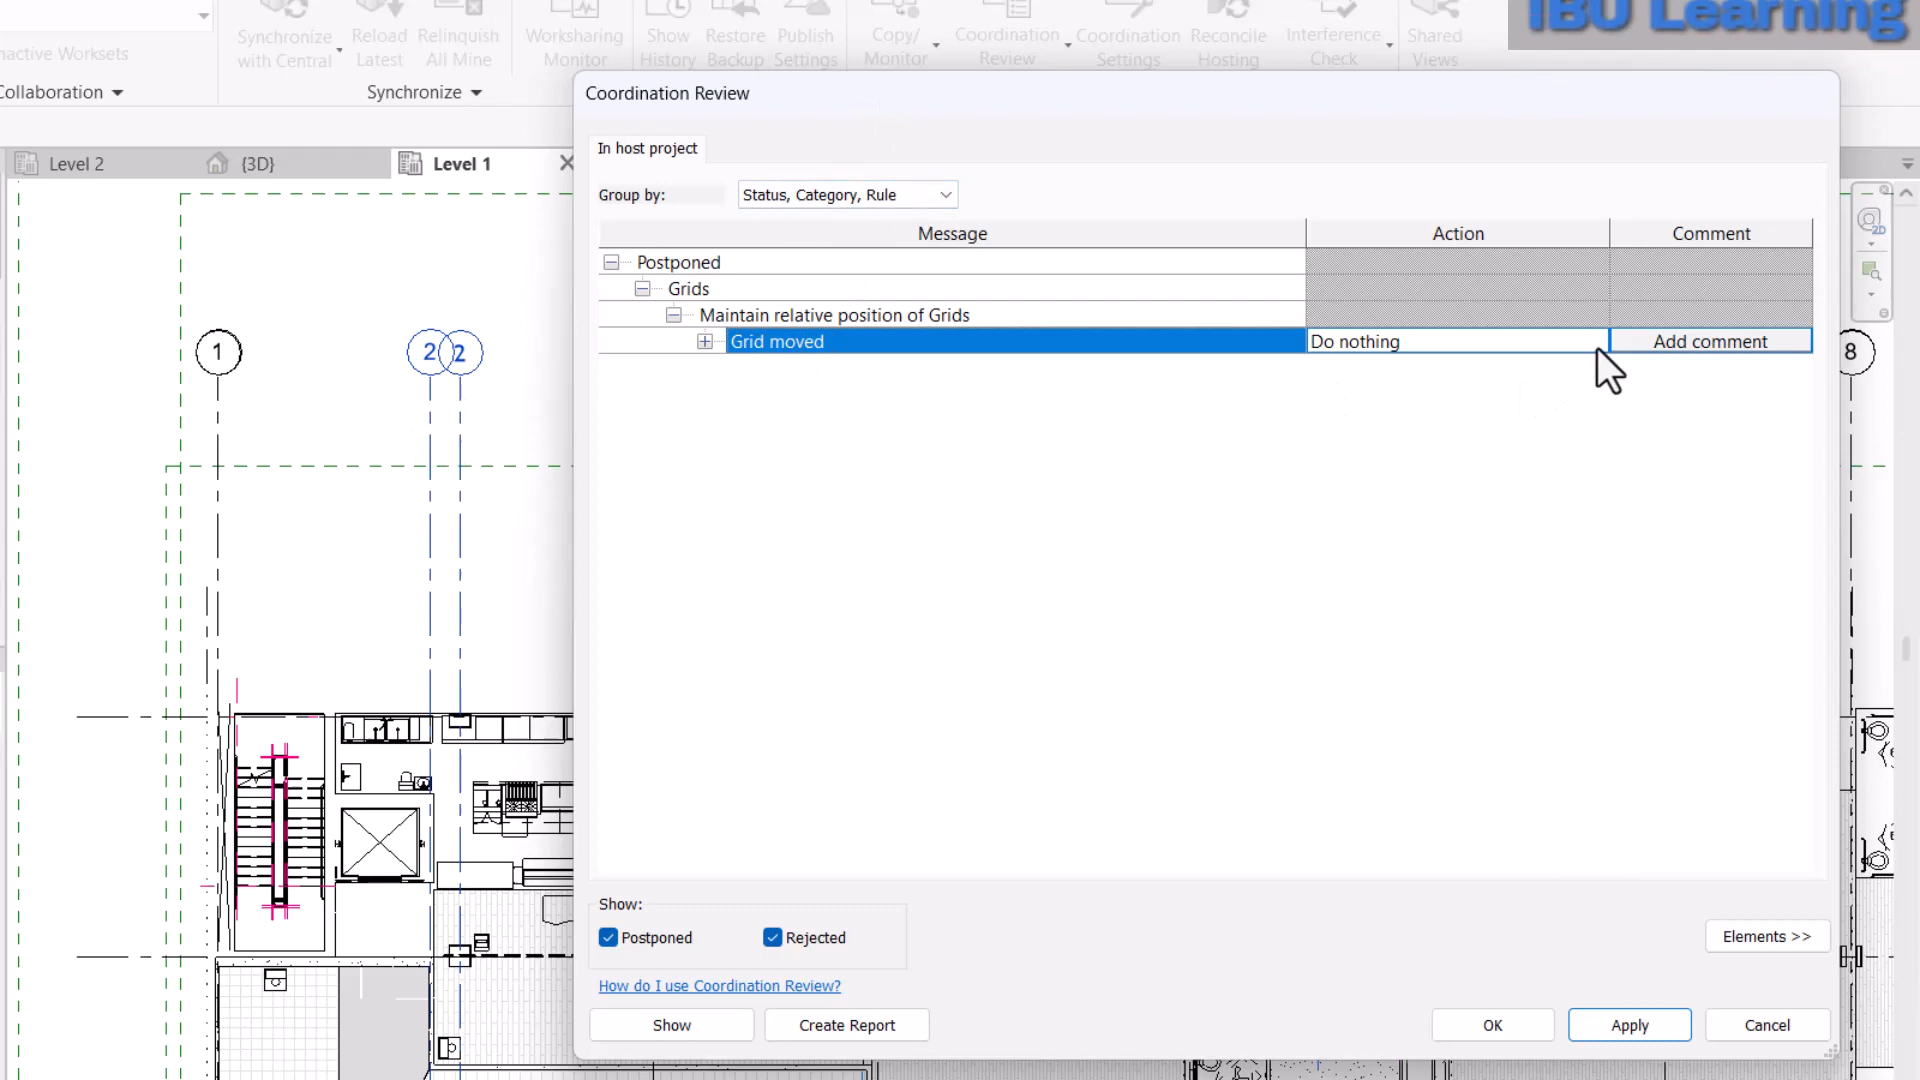 IBU Learning
nactive Worksets
Synchronize
with Central
Reload
Latest
Relinquish
All Mine
Worksharing
Monitor
Show
History
Restore
Backup
Publish
Settings
Copy/
Monitor
Coordination
Review
Coordination
Settings
Reconcile
Hosting
Interference
Check
Shared
Views
Collaboration
Synchronize
Coordination Review
In host project
Level 2
{3D}
Level 1
Group by:
Status, Category, Rule
2D
Message
Action
Comment
Postponed
Grids
Maintain relative position of Grids
Grid moved
Do nothing
Add comment
1
2
2
8
Show:
Postponed
Rejected
Elements >>
How do I use Coordination Review?
Show
Create Report
OK
Apply
Cancel